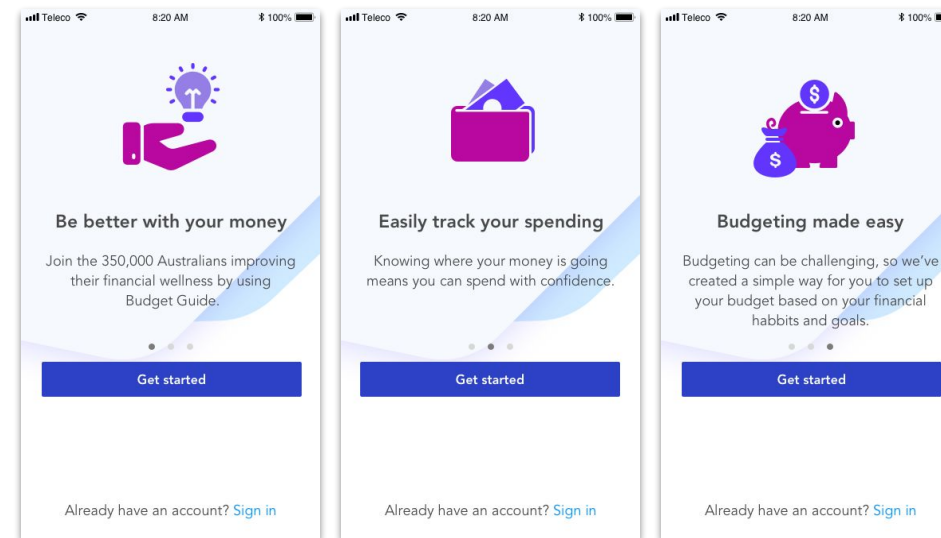 Teleco 8:20 AM 100%
Be better with your money
Join the 350,000 Australians improving
their financial wellness by using
Budget Guide.
Get started
Already have an account? Sign in
Teleco 8:20 AM 100%
Easily track your spending
Knowing where your money is going
means you can spend with confidence.
Get started
Already have an account? Sign in
Teleco 8:20 AM 100%
$
$
Budgeting made easy
Budgeting can be challenging, so we’ve
created a simple way for you to set up
your budget based on your financial
habbits and goals.
Get started
Already have an account? Sign in